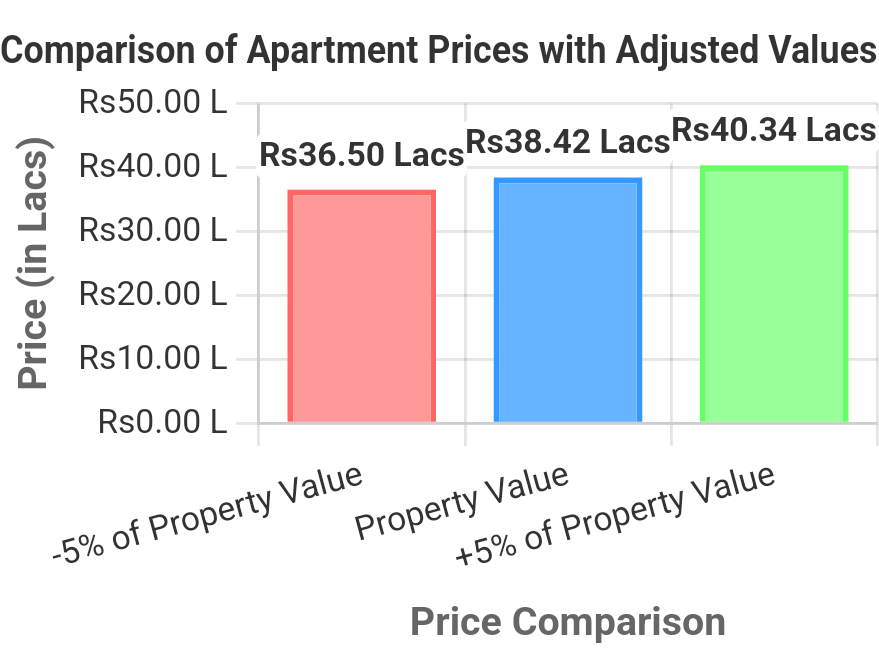 Comparison of Apartment Prices with Adjusted Values
Price (in Lacs)
Rs50.00 L
Rs40.00 L
Rs30.00 L
Rs20.00 L
Rs10.00 L
Rs0.00 L
Rs36.50 Lacs
Rs38.42 Lacs
Rs40.34 Lacs
-5% of Property Value
Property Value
+5% of Property Value
Price Comparison